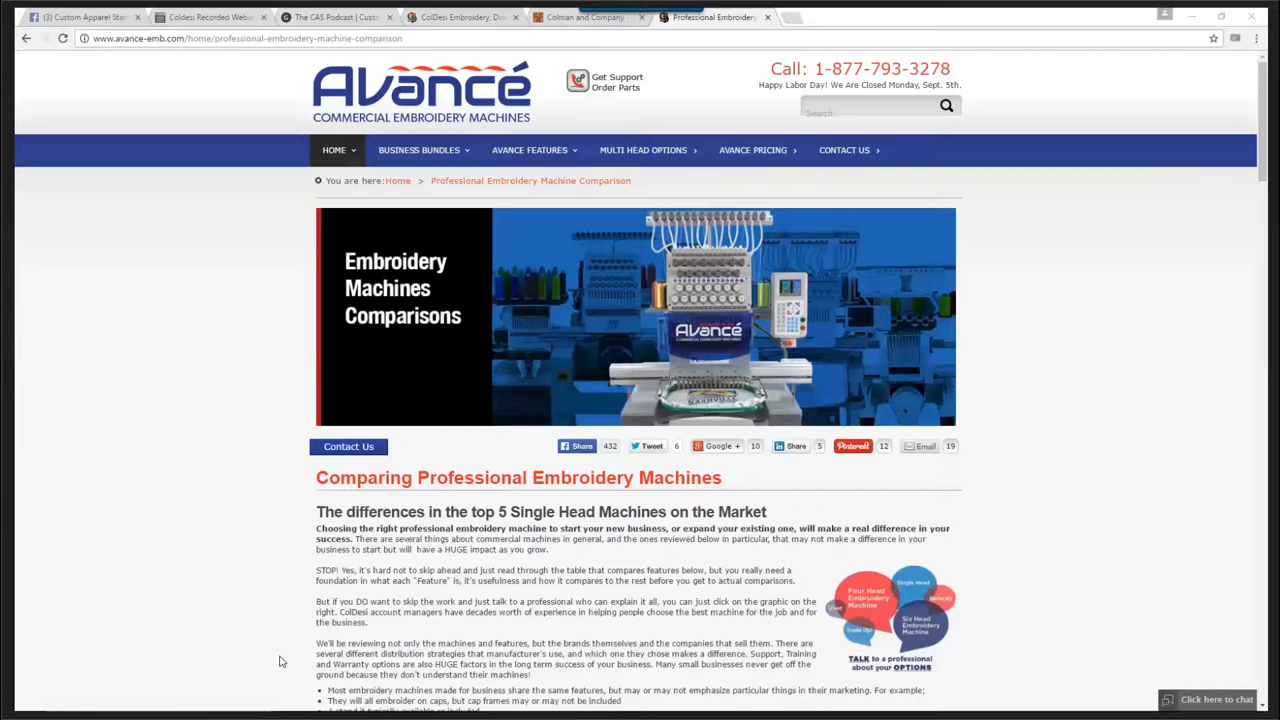 (3) Custom Apparel Star
Coldesi Recorded Webi
The CAS Podcast | Cust
ColDesi Embroidery, D
Colman and Company -
Professional Embroidery
www.avance-emb.com/home/professional-embroidery-machine-comparison
Avancé
COMMERCIAL EMBROIDERY MACHINES
Get Support
Order Parts
Call: 1-877-793-3278
Happy Labor Day! We Are Closed Monday, Sept. 5th.
Search...
HOME BUSINESS BUNDLES AVANCE FEATURES MULTI HEAD OPTIONS AVANCE PRICING CONTACT US
You are here:Home > Professional Embroidery Machine Comparison
Embroidery
Machines
Comparisons
Avancé
COMMERCIAL EMBROIDERY MACHINES
NASHVILLE
Contact Us
Share 432 Tweet 6 Google + 10 Share 5 Pinterest 12 Email 19
Comparing Professional Embroidery Machines
The differences in the top 5 Single Head Machines on the Market
Choosing the right professional embroidery machine to start your new business, or expand your existing one, will make a real difference in your
success. There are several things about commercial machines in general, and the ones reviewed below in particular, that may not make a difference in your
business to start but will have a HUGE impact as you grow.
STOP! Yes, it's hard not to skip ahead and just read through the table that compares features below, but you really need a
foundation in what each "Feature" is, it's usefulness and how it compares to the rest before you get to actual comparisons.
But if you DO want to skip the work and just talk to a professional who can explain it all, you can just click on the graphic on the
right. ColDesi account managers have decades worth of experience in helping people choose the best machine for the job and for
the business.
We'll be reviewing not only the machines and features, but the brands themselves and the companies that sell them. There are
several different distribution strategies that manufacturer's use, and which one they chose makes a difference. Support, Training
and Warranty options are also HUGE factors in the long term success of your business. Many small businesses never get off the
ground because they don't understand their machines!
Single Head
Four Head
Embroidery
Machine
Network
Used
Six Head
Embroidery
Machine
Trade Up!
TALK to a professional
about your OPTIONS
Most embroidery machines made for business share the same features, but may or may not emphasize particular things in their marketing. For example;
They will all embroider on caps, but cap frames may or may not be included
A stand it typically available or included
Click here to chat